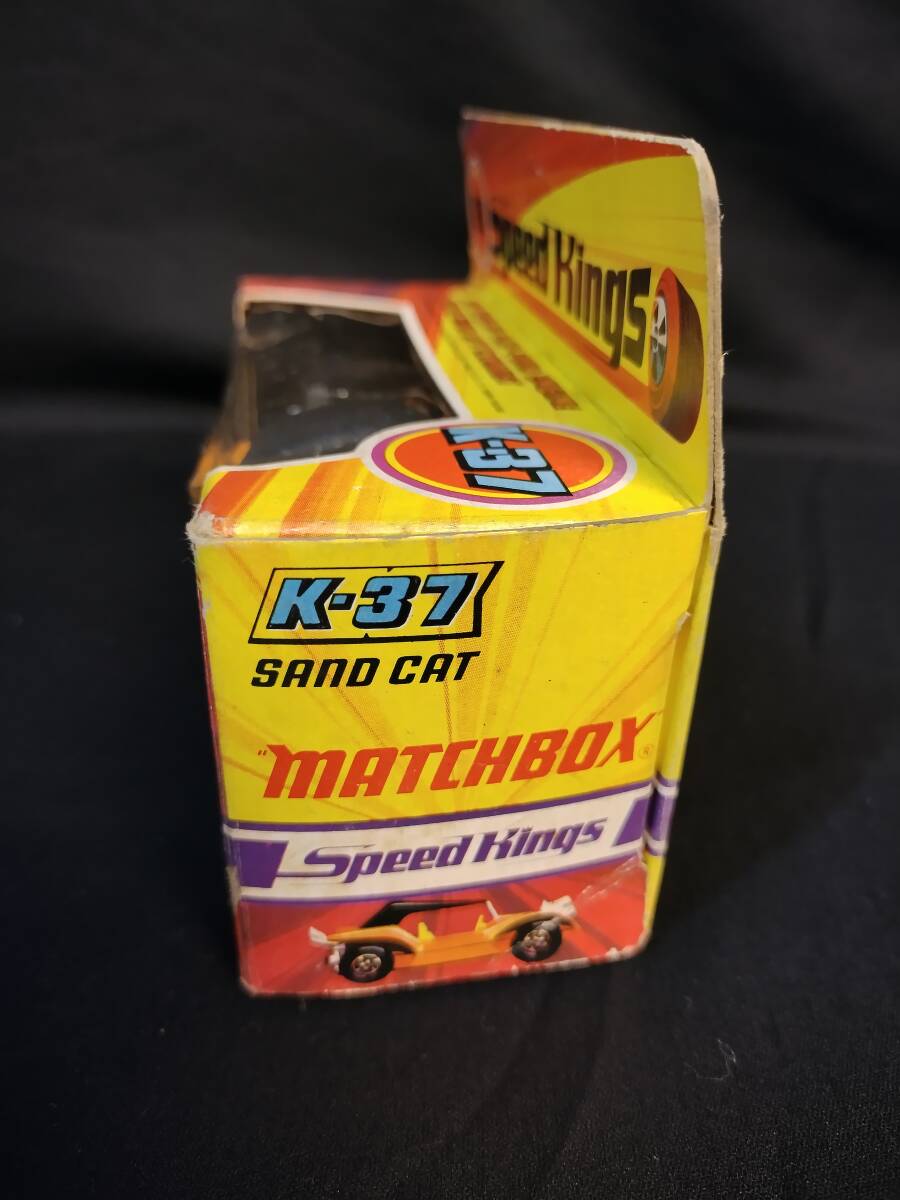 Speed Kings
K-37
K-37
SAND CAT
"MATCHBOX®
Speed Kings